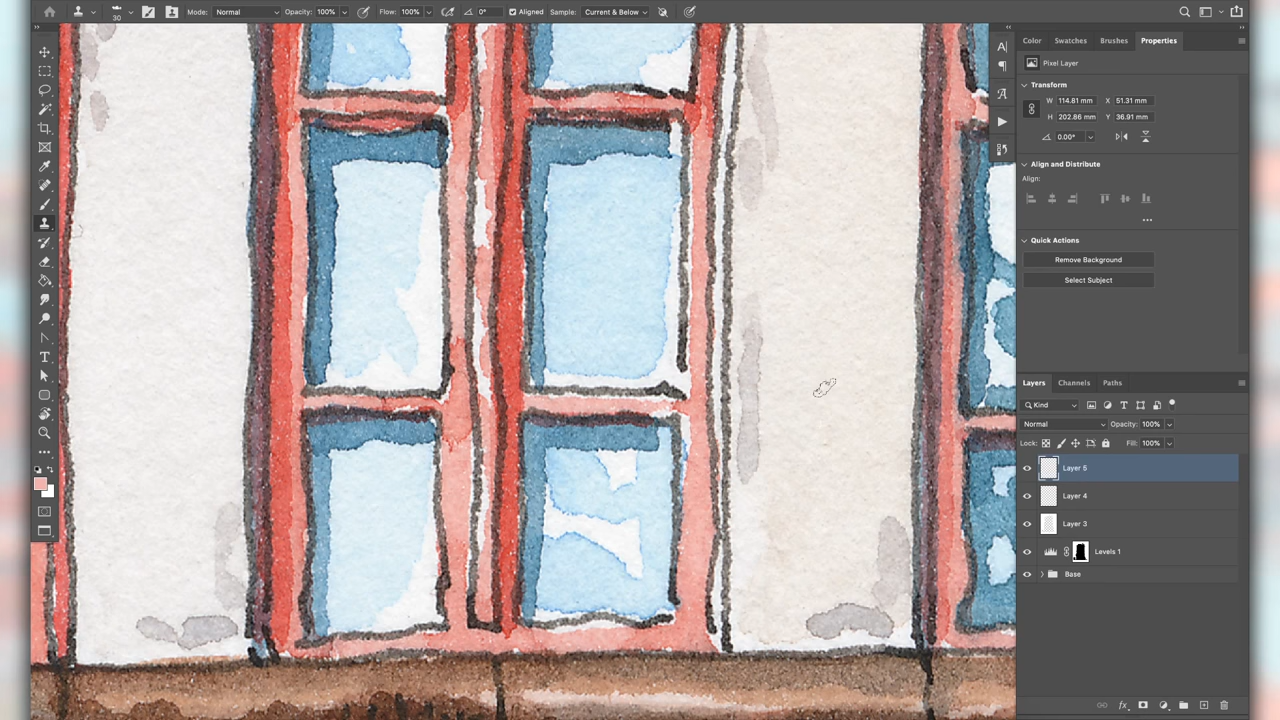 30 Mode: Normal Opacity: 100% Flow: 100% 0° Aligned Sample: Current & Below
Color Swatches Brushes Properties
Pixel Layer
Transform
W 114.81 mm X 51.31 mm
H 202.86 mm Y 36.91 mm
0.00°
Align and Distribute
Align:
Quick Actions
Remove Background
Select Subject
Layers Channels Paths
Kind
Normal Opacity: 100%
Lock: Fill: 100%
Layer 5
Layer 4
Layer 3
Levels 1
Base